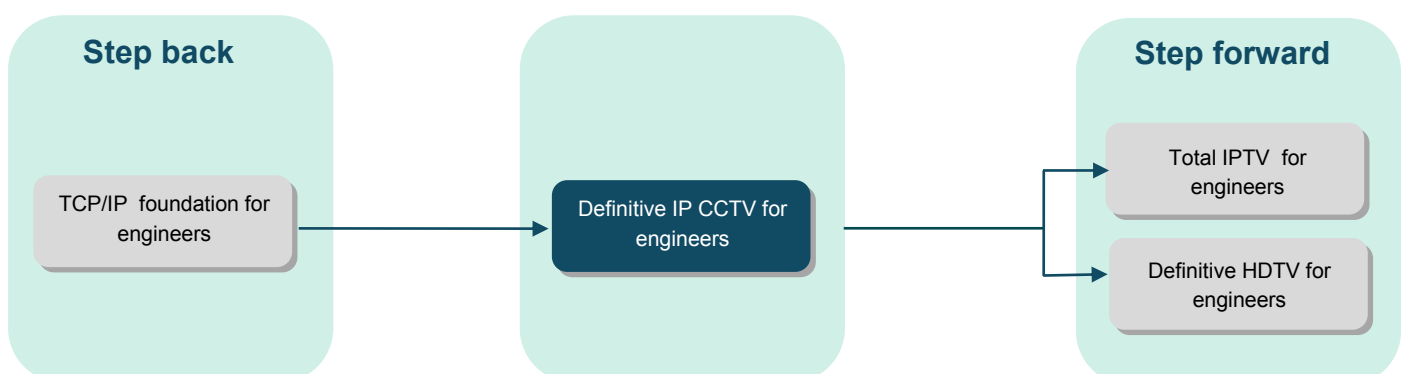 Step back
TCP/IP foundation for
engineers
Definitive IP CCTV for
engineers
Step forward
Total IPTV for
engineers
Definitive HDTV for
engineers